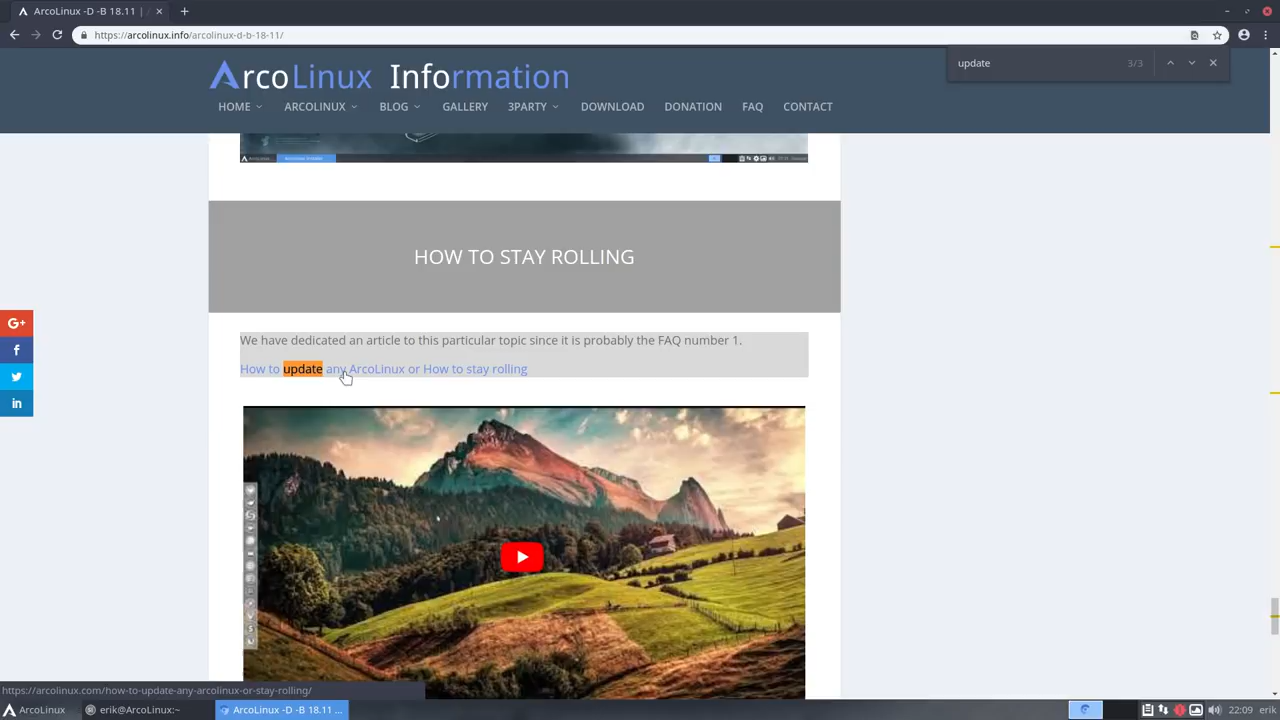 ArcoLinux -D -B 18.11 |
https://arcolinux.info/arcolinux-d-b-18-11/
update
3/3
ArcoLinux Information
HOME
ARCOLINUX
BLOG
GALLERY
3PARTY
DOWNLOAD
DONATION
FAQ
CONTACT
HOW TO STAY ROLLING
G+
f
in
We have dedicated an article to this particular topic since it is probably the FAQ number 1.
How to update any ArcoLinux or How to stay rolling
https://arcolinux.com/how-to-update-any-arcolinux-or-stay-rolling/
ArcoLinux
erik@ArcoLinux:~
ArcoLinux -D -B 18.11 ...
22:09
erik